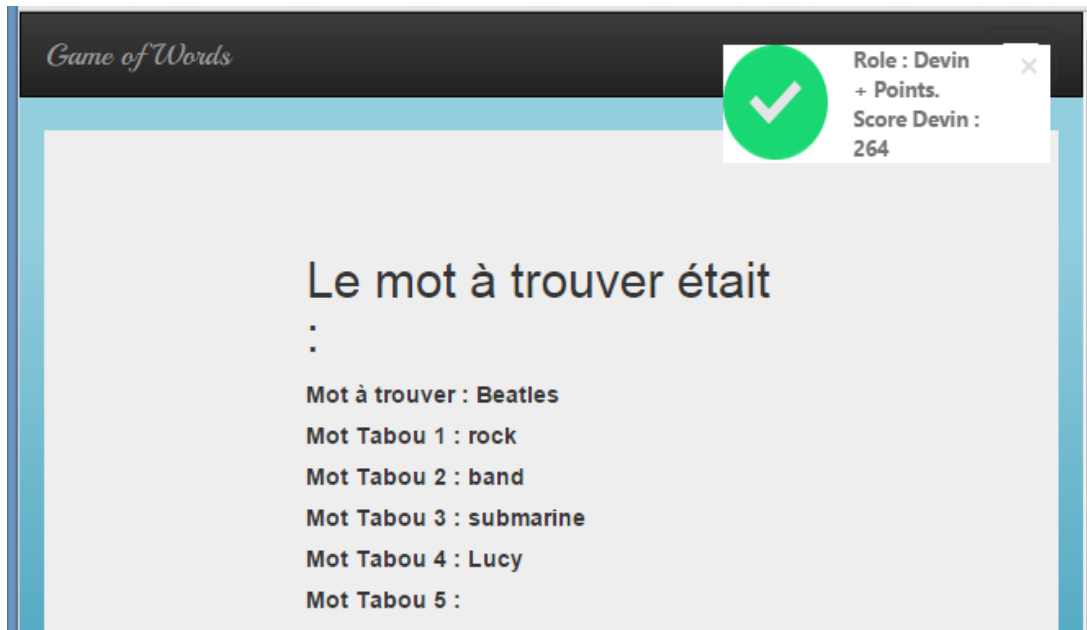 Game of Words
Role : Devin
+ Points.
Score Devin :
264
×
Le mot à trouver était
:
Mot à trouver : Beatles
Mot Tabou 1 : rock
Mot Tabou 2 : band
Mot Tabou 3 : submarine
Mot Tabou 4 : Lucy
Mot Tabou 5 :